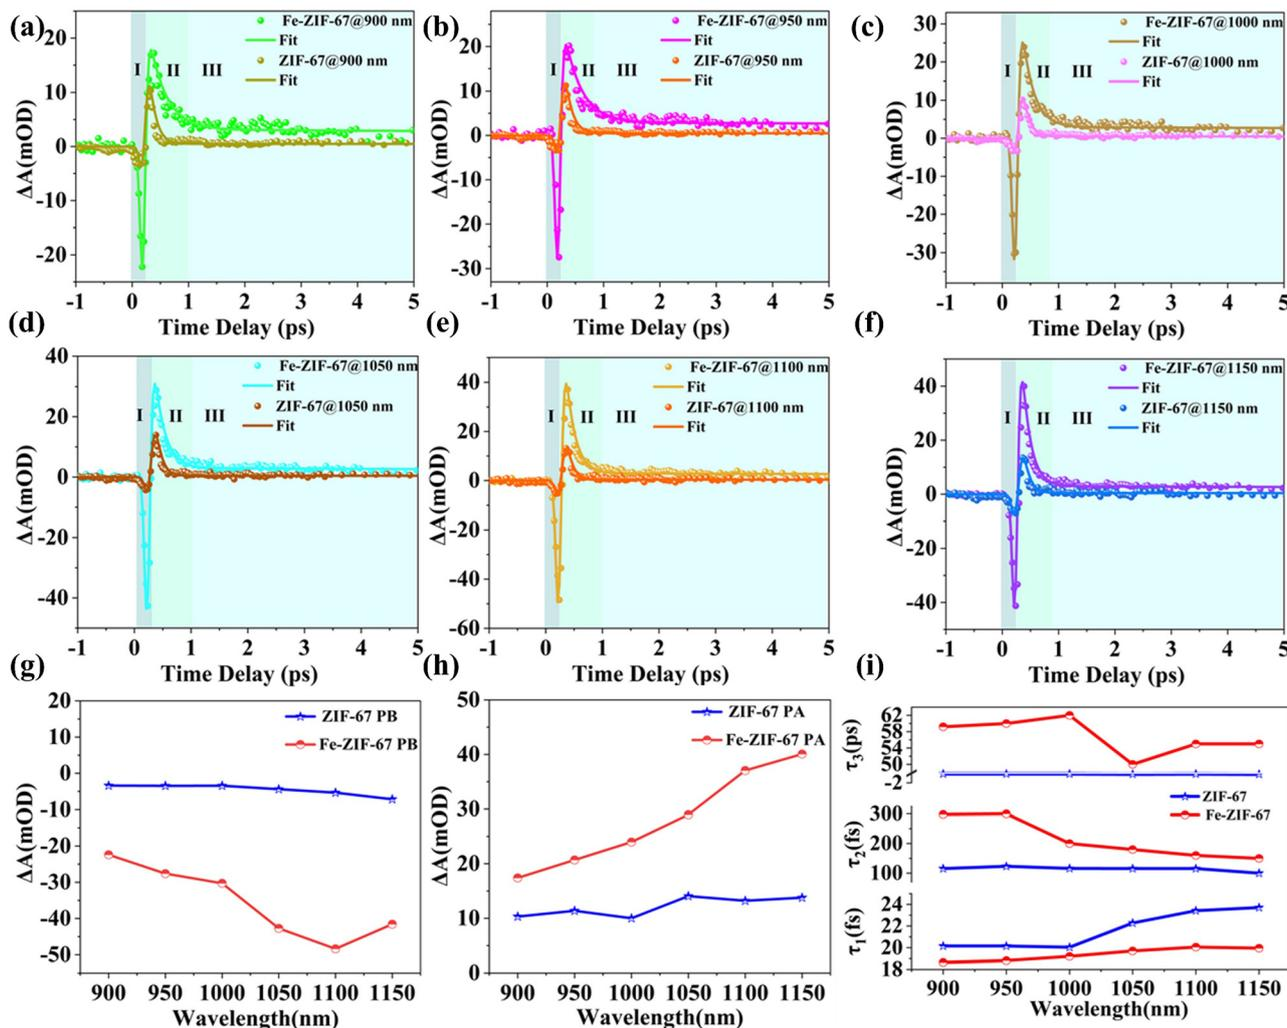 (a)
Fe-ZIF-67@900 nm
Fit
ZIF-67@900 nm
Fit
I II III
20
10
0
-10
-20
ΔA(mOD)
-1 0 1 2 3 4 5
Time Delay (ps)
(b)
Fe-ZIF-67@950 nm
Fit
ZIF-67@950 nm
Fit
I II III
20
10
0
-10
-20
-30
ΔA(mOD)
-1 0 1 2 3 4 5
Time Delay (ps)
(c)
Fe-ZIF-67@1000 nm
Fit
ZIF-67@1000 nm
Fit
I II III
30
20
10
0
-10
-20
-30
ΔA(mOD)
-1 0 1 2 3 4 5
Time Delay (ps)
(d)
Fe-ZIF-67@1050 nm
Fit
ZIF-67@1050 nm
Fit
I II III
40
20
0
-20
-40
ΔA(mOD)
-1 0 1 2 3 4 5
Time Delay (ps)
(e)
Fe-ZIF-67@1100 nm
Fit
ZIF-67@1100 nm
Fit
I II III
40
20
0
-20
-40
-60
ΔA(mOD)
-1 0 1 2 3 4 5
Time Delay (ps)
(f)
Fe-ZIF-67@1150 nm
Fit
ZIF-67@1150 nm
Fit
I II III
40
20
0
-20
-40
ΔA(mOD)
-1 0 1 2 3 4 5
Time Delay (ps)
(g)
ZIF-67 PB
Fe-ZIF-67 PB
20
10
0
-10
-20
-30
-40
-50
ΔA(mOD)
900 950 1000 1050 1100 1150
Wavelength(nm)
(h)
ZIF-67 PA
Fe-ZIF-67 PA
50
40
30
20
10
0
ΔA(mOD)
900 950 1000 1050 1100 1150
Wavelength(nm)
(i)
62
58
54
50
-2
τ3(ps)
ZIF-67
Fe-ZIF-67
300
200
100
τ2(fs)
24
22
20
18
τ1(fs)
900 950 1000 1050 1100 1150
Wavelength(nm)